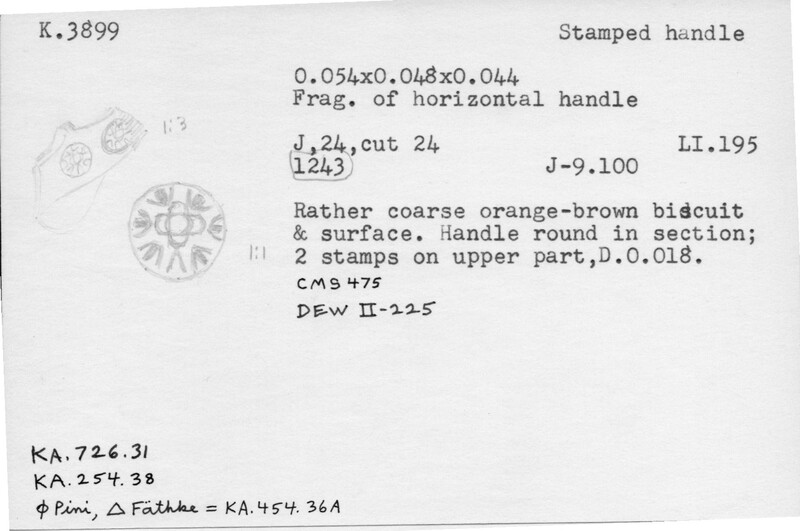 K.3899
Stamped handle
0.054x0.048x0.044
Frag. of horizontal handle
1:3
J,24,cut 24
LI.195
1243
J-9.100
Rather coarse orange-brown biscuit
& surface. Handle round in section;
1:1
2 stamps on upper part,D.0.018.
CMS 475
DEW II-225
KA.726.31
KA.254.38
ϕ Pini, △ Fäthke = KA.454.36A